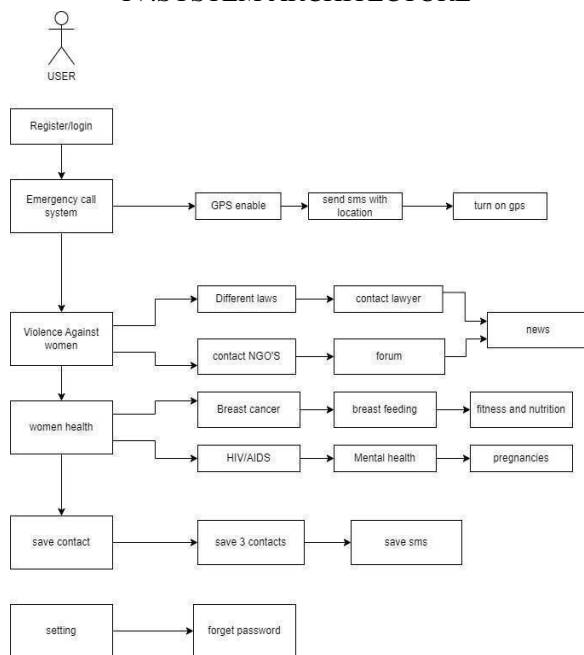 USER
Register/login
Emergency call
system
GPS enable
send sms with
location
turn on gps
Different laws
contact lawyer
news
Violence Against
women
contact NGO'S
forum
Breast cancer
breast feeding
fitness and nutrition
women health
HIV/AIDS
Mental health
pregnancies
save contact
save 3 contacts
save sms
setting
forget password